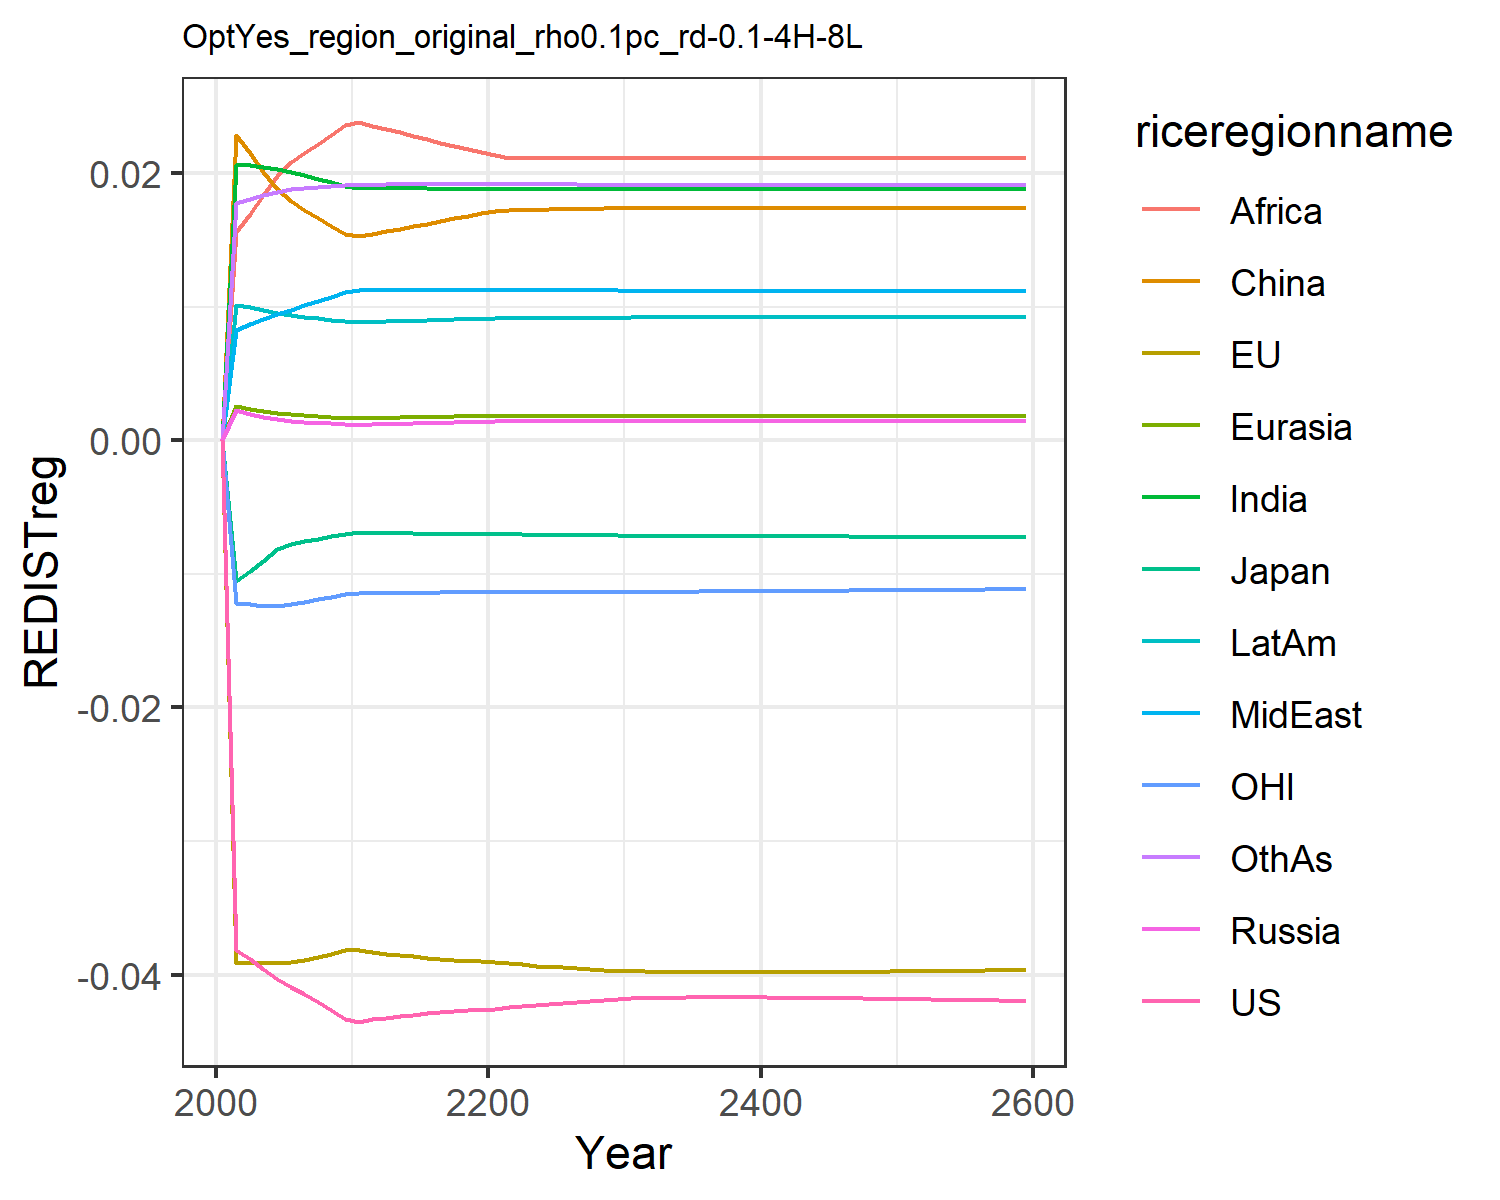 OptYes_region_original_rho0.1pc_rd-0.1-4H-8L
REDISTreg
0.02
0.00
-0.02
-0.04
2000 2200 2400 2600
Year
riceregionname
Africa
China
EU
Eurasia
India
Japan
LatAm
MidEast
OHI
OthAs
Russia
US